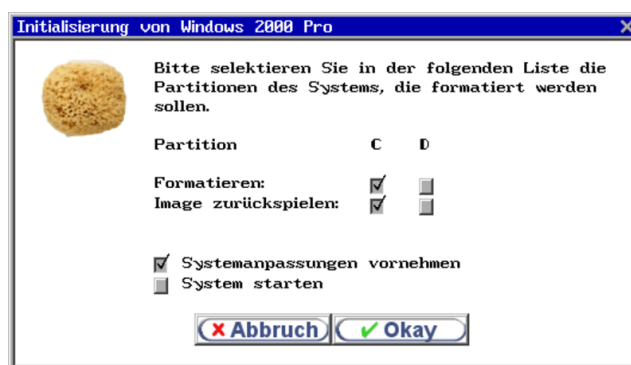 Initialisierung von Windows 2000 Pro
Bitte selektieren Sie in der folgenden Liste die
Partitionen des Systems, die formatiert werden
sollen.
Partition C D
Formatieren:
Image zurückspielen:
Systemanpassungen vornehmen
System starten
Abbruch Okay